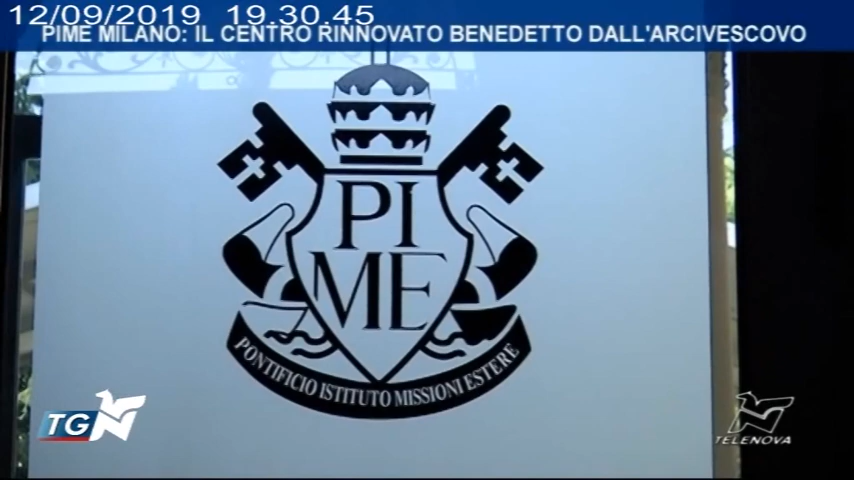 12/09/2019 19.30.45
PIME MILANO: IL CENTRO RINNOVATO BENEDETTO DALL'ARCIVESCOVO
PI
ME
PONTIFICIO ISTITUTO MISSIONI ESTERE
TG
TELENOVA